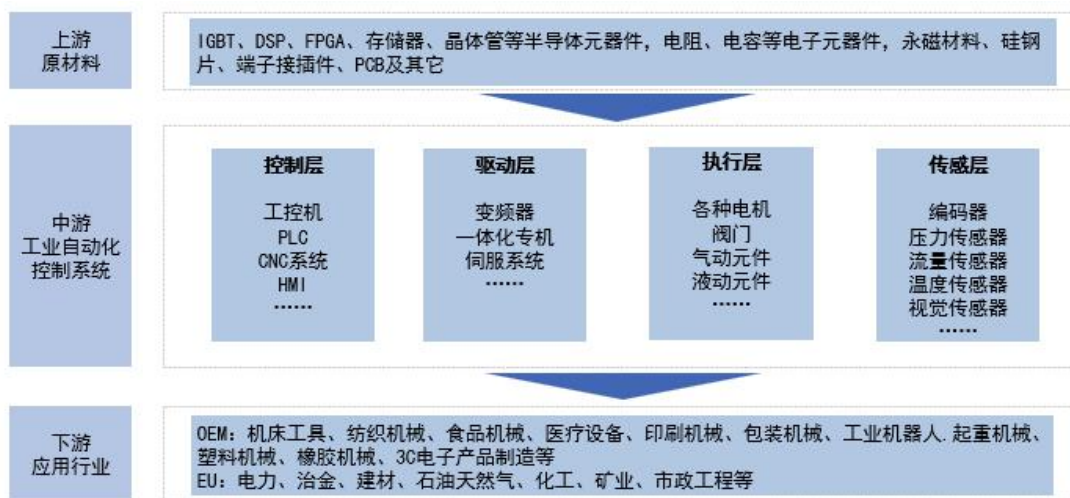 上游
原材料
IGBT、DSP、FPGA、存储器、晶体管等半导体元器件，电阻、电容等电子元器件，永磁材料、硅钢
片、端子接插件、PCB及其它
中游
工业自动化
控制系统
控制层
工控机
PLC
CNC系统
HMI
……
驱动层
变频器
一体化专机
伺服系统
……
执行层
各种电机
阀门
气动元件
液动元件
……
传感层
编码器
压力传感器
流量传感器
温度传感器
视觉传感器
……
下游
应用行业
OEM：机床工具、纺织机械、食品机械、医疗设备、印刷机械、包装机械、工业机器人.起重机械、
塑料机械、橡胶机械、3C电子产品制造等
EU：电力、冶金、建材、石油天然气、化工、矿业、市政工程等